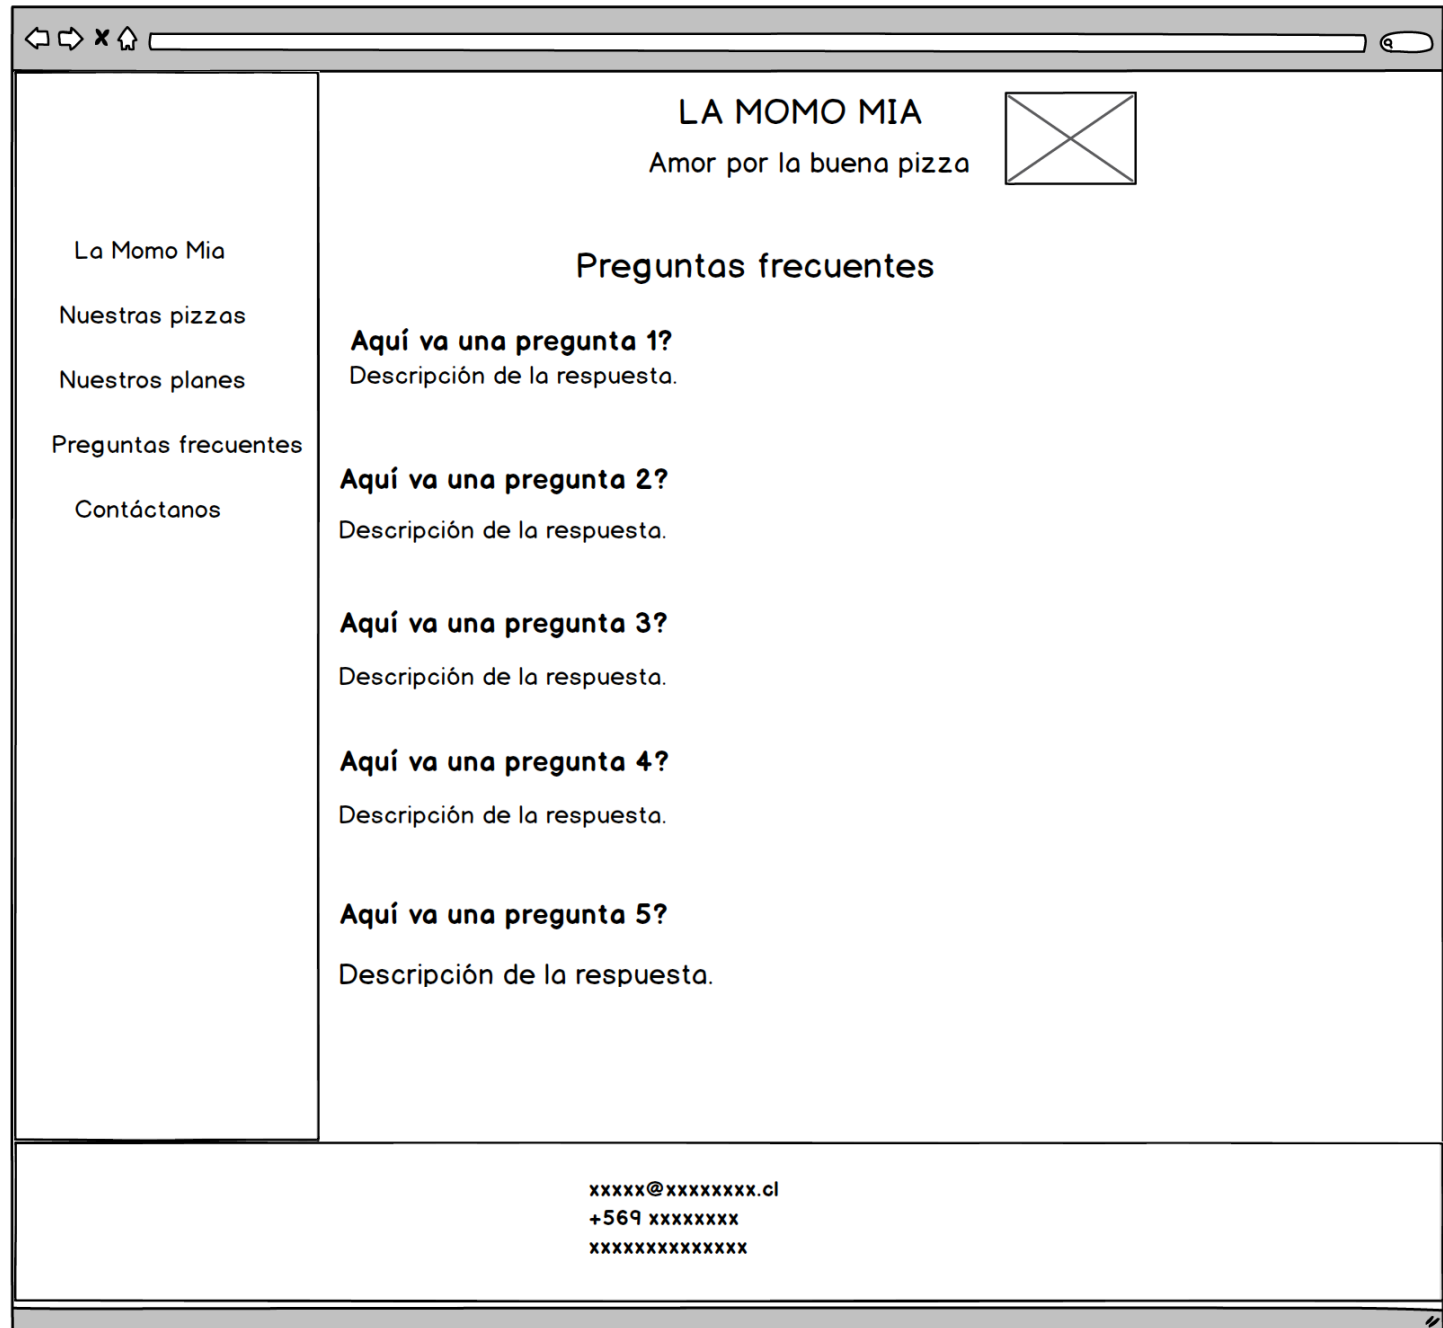 LA MOMO MIA
Amor por la buena pizza
La Momo Mia
Nuestras pizzas
Nuestros planes
Preguntas frecuentes
Contáctanos
Preguntas frecuentes
Aquí va una pregunta 1?
Descripción de la respuesta.
Aquí va una pregunta 2?
Descripción de la respuesta.
Aquí va una pregunta 3?
Descripción de la respuesta.
Aquí va una pregunta 4?
Descripción de la respuesta.
Aquí va una pregunta 5?
Descripción de la respuesta.
xxxxx@xxxxxxxx.cl
+569 xxxxxxxx
xxxxxxxxxxxxxx